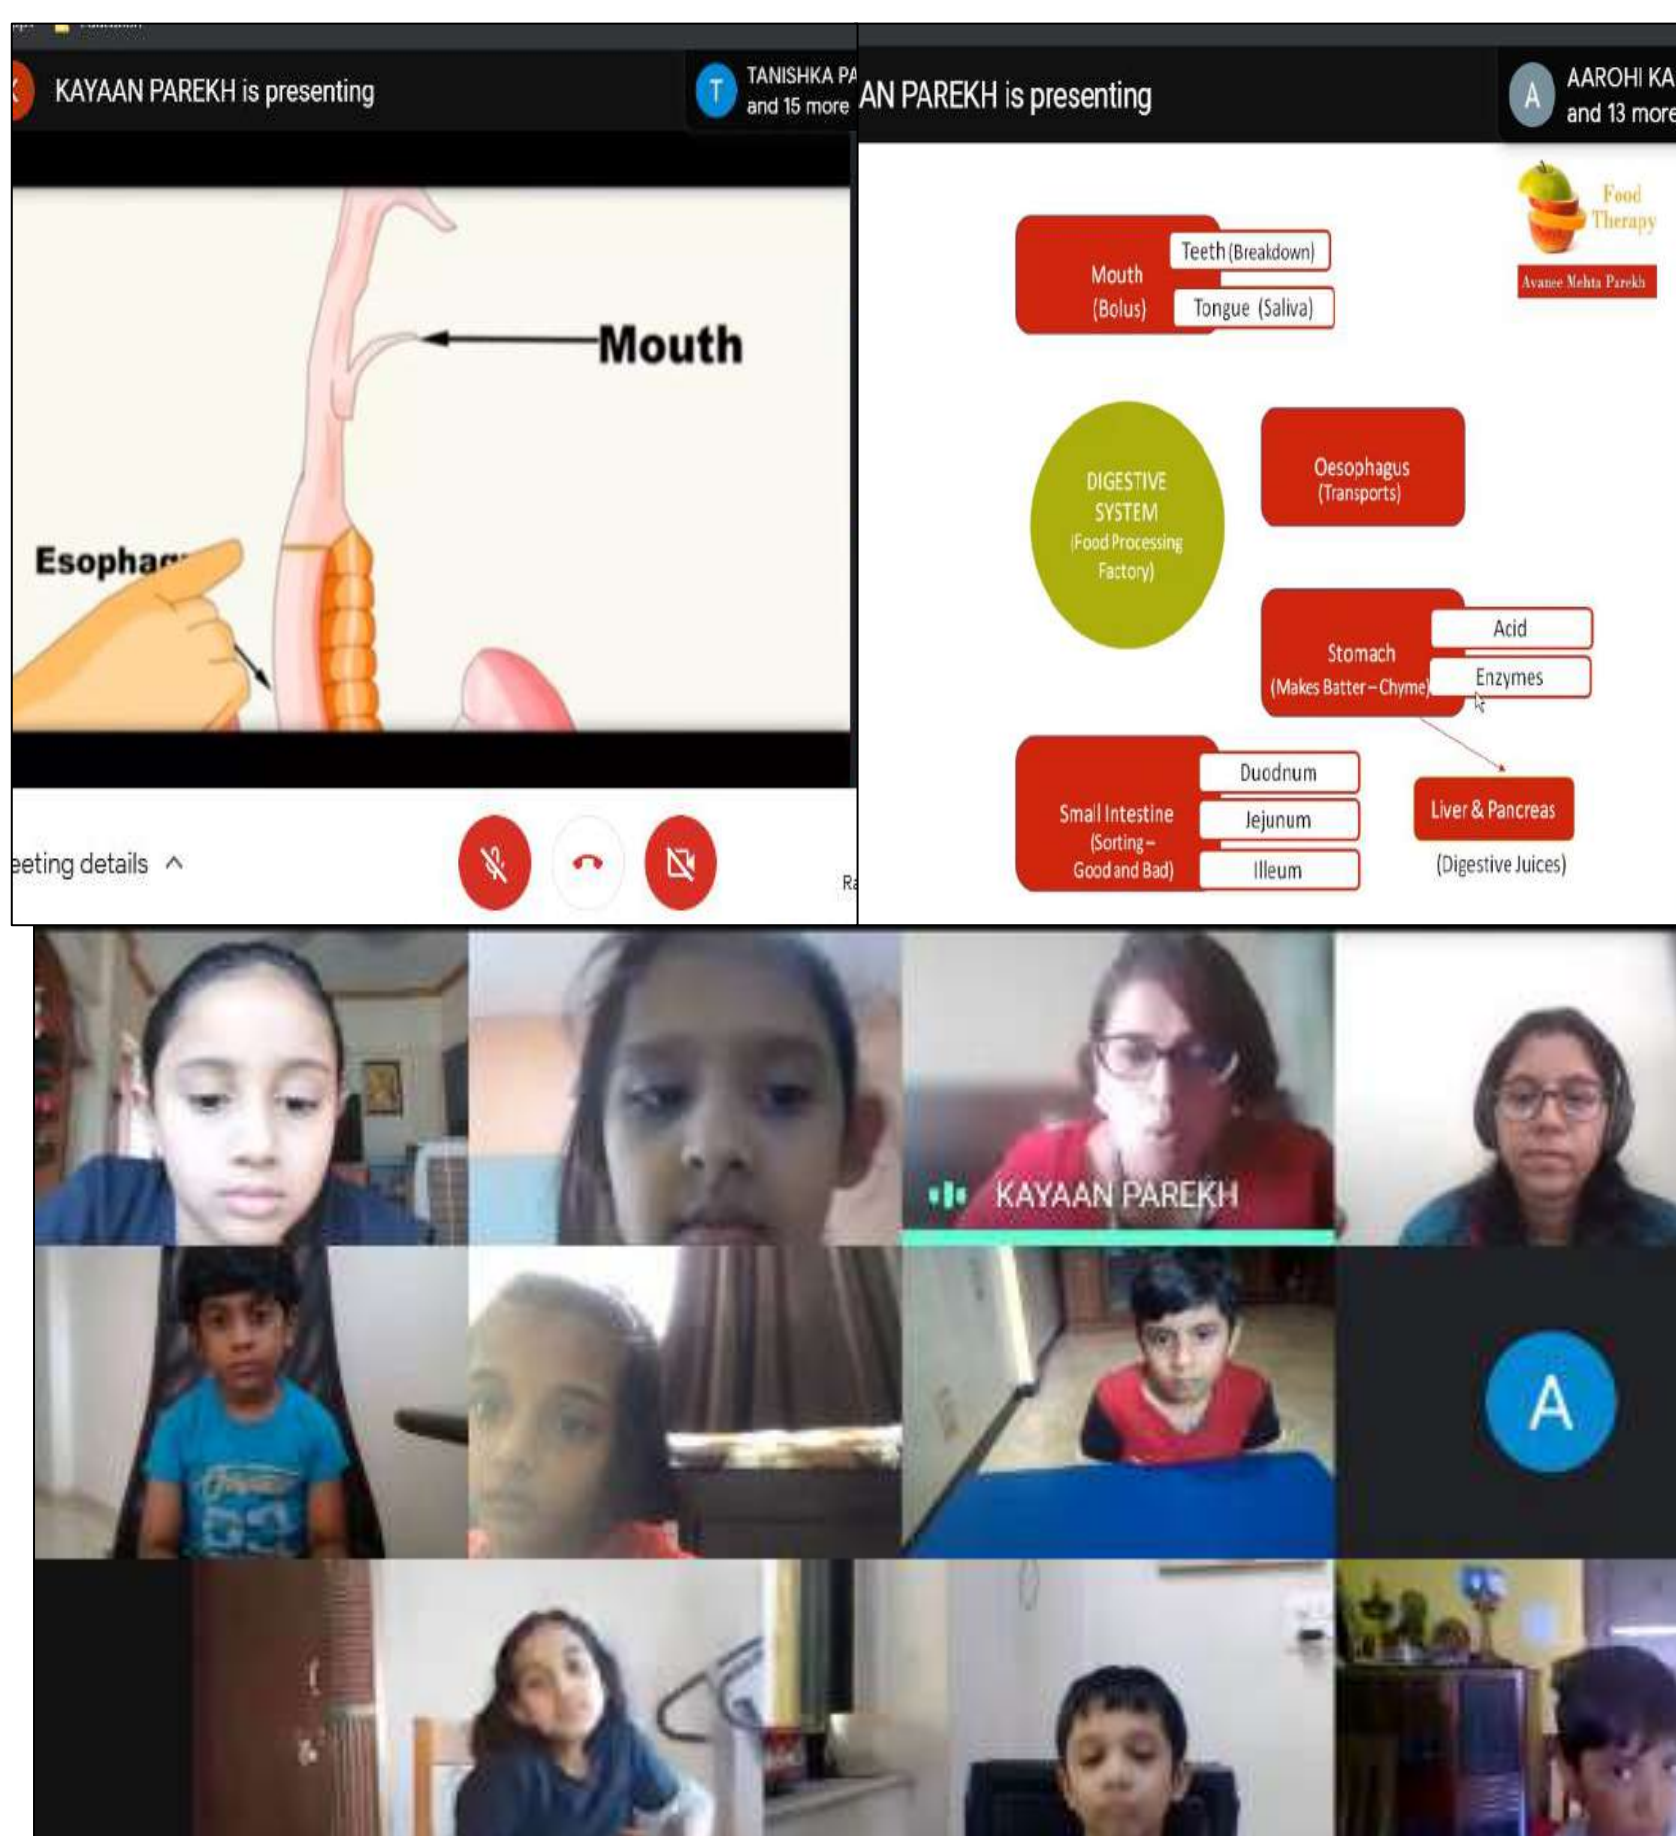 KAYAAN PAREKH is presenting
T
TANISHKA PA
and 15 more
Mouth
eeting details
AN PAREKH is presenting
A
AAROHI KA
and 13 more
Food
Therapy
Avanee Mehta Parekh
Mouth
(Bolus)
Teeth (Breakdown)
Tongue (Saliva)
DIGESTIVE
SYSTEM
(Food Processing
Factory)
Oesophagus
(Transports)
Stomach
(Makes Batter – Chyme)
Acid
Enzymes
Small Intestine
(Sorting –
Good and Bad)
Duodnum
Jejunum
Illeum
Liver & Pancreas
(Digestive Juices)
KAYAAN PAREKH
A